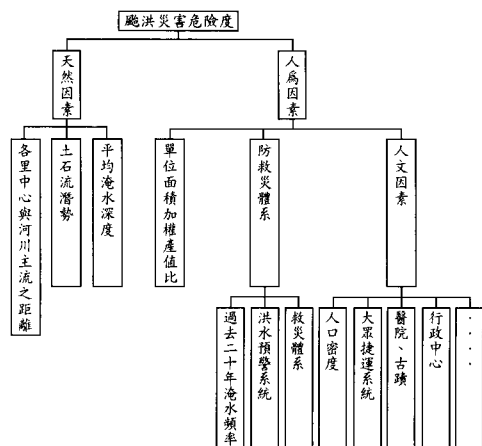 颱洪災害危險度
天然因素
人為因素
各里中心與河川主流之距離
土石流潛勢
平均淹水深度
單位面積加權產值比
防救災體系
人文因素
過去二十年淹水頻率
洪水預警系統
救災體系
人口密度
大眾捷運系統
醫院、古蹟
行政中心
．．．．